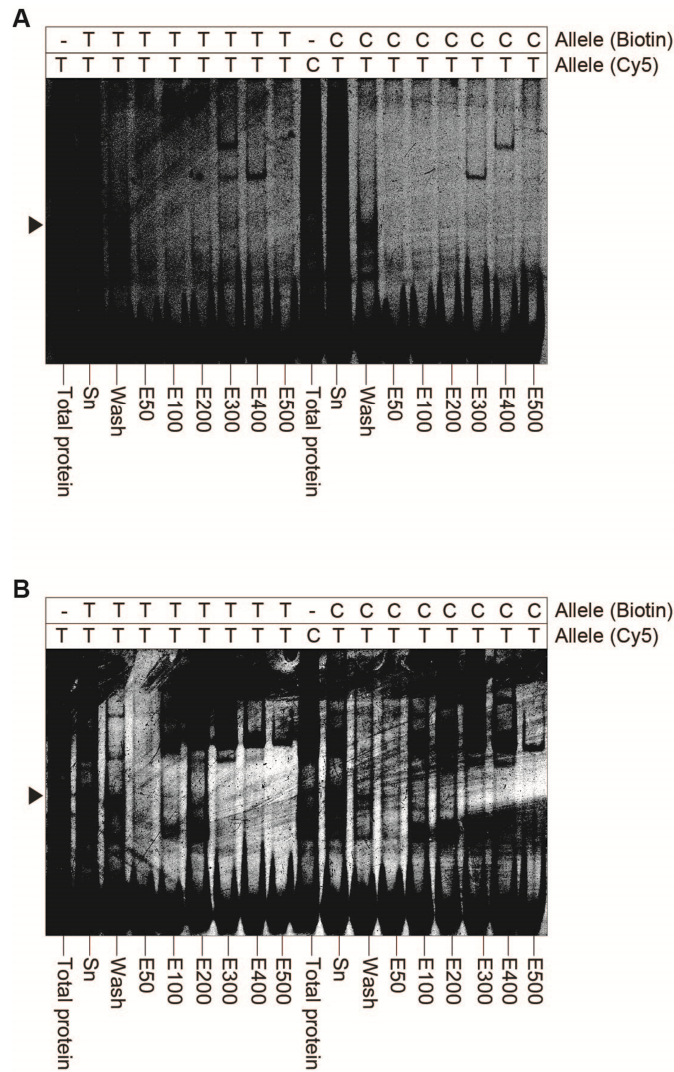 A
- T T T T T T T T - C C C C C C C C Allele (Biotin)
T T T T T T T T T C T T T T T T T T Allele (Cy5)
Total protein
Sn
Wash
E50
E100
E200
E300
E400
E500
Total protein
Sn
Wash
E50
E100
E200
E300
E400
E500
B
- T T T T T T T T - C C C C C C C C Allele (Biotin)
T T T T T T T T T C T T T T T T T T Allele (Cy5)
Total protein
Sn
Wash
E50
E100
E200
E300
E400
E500
Total protein
Sn
Wash
E50
E100
E200
E300
E400
E500